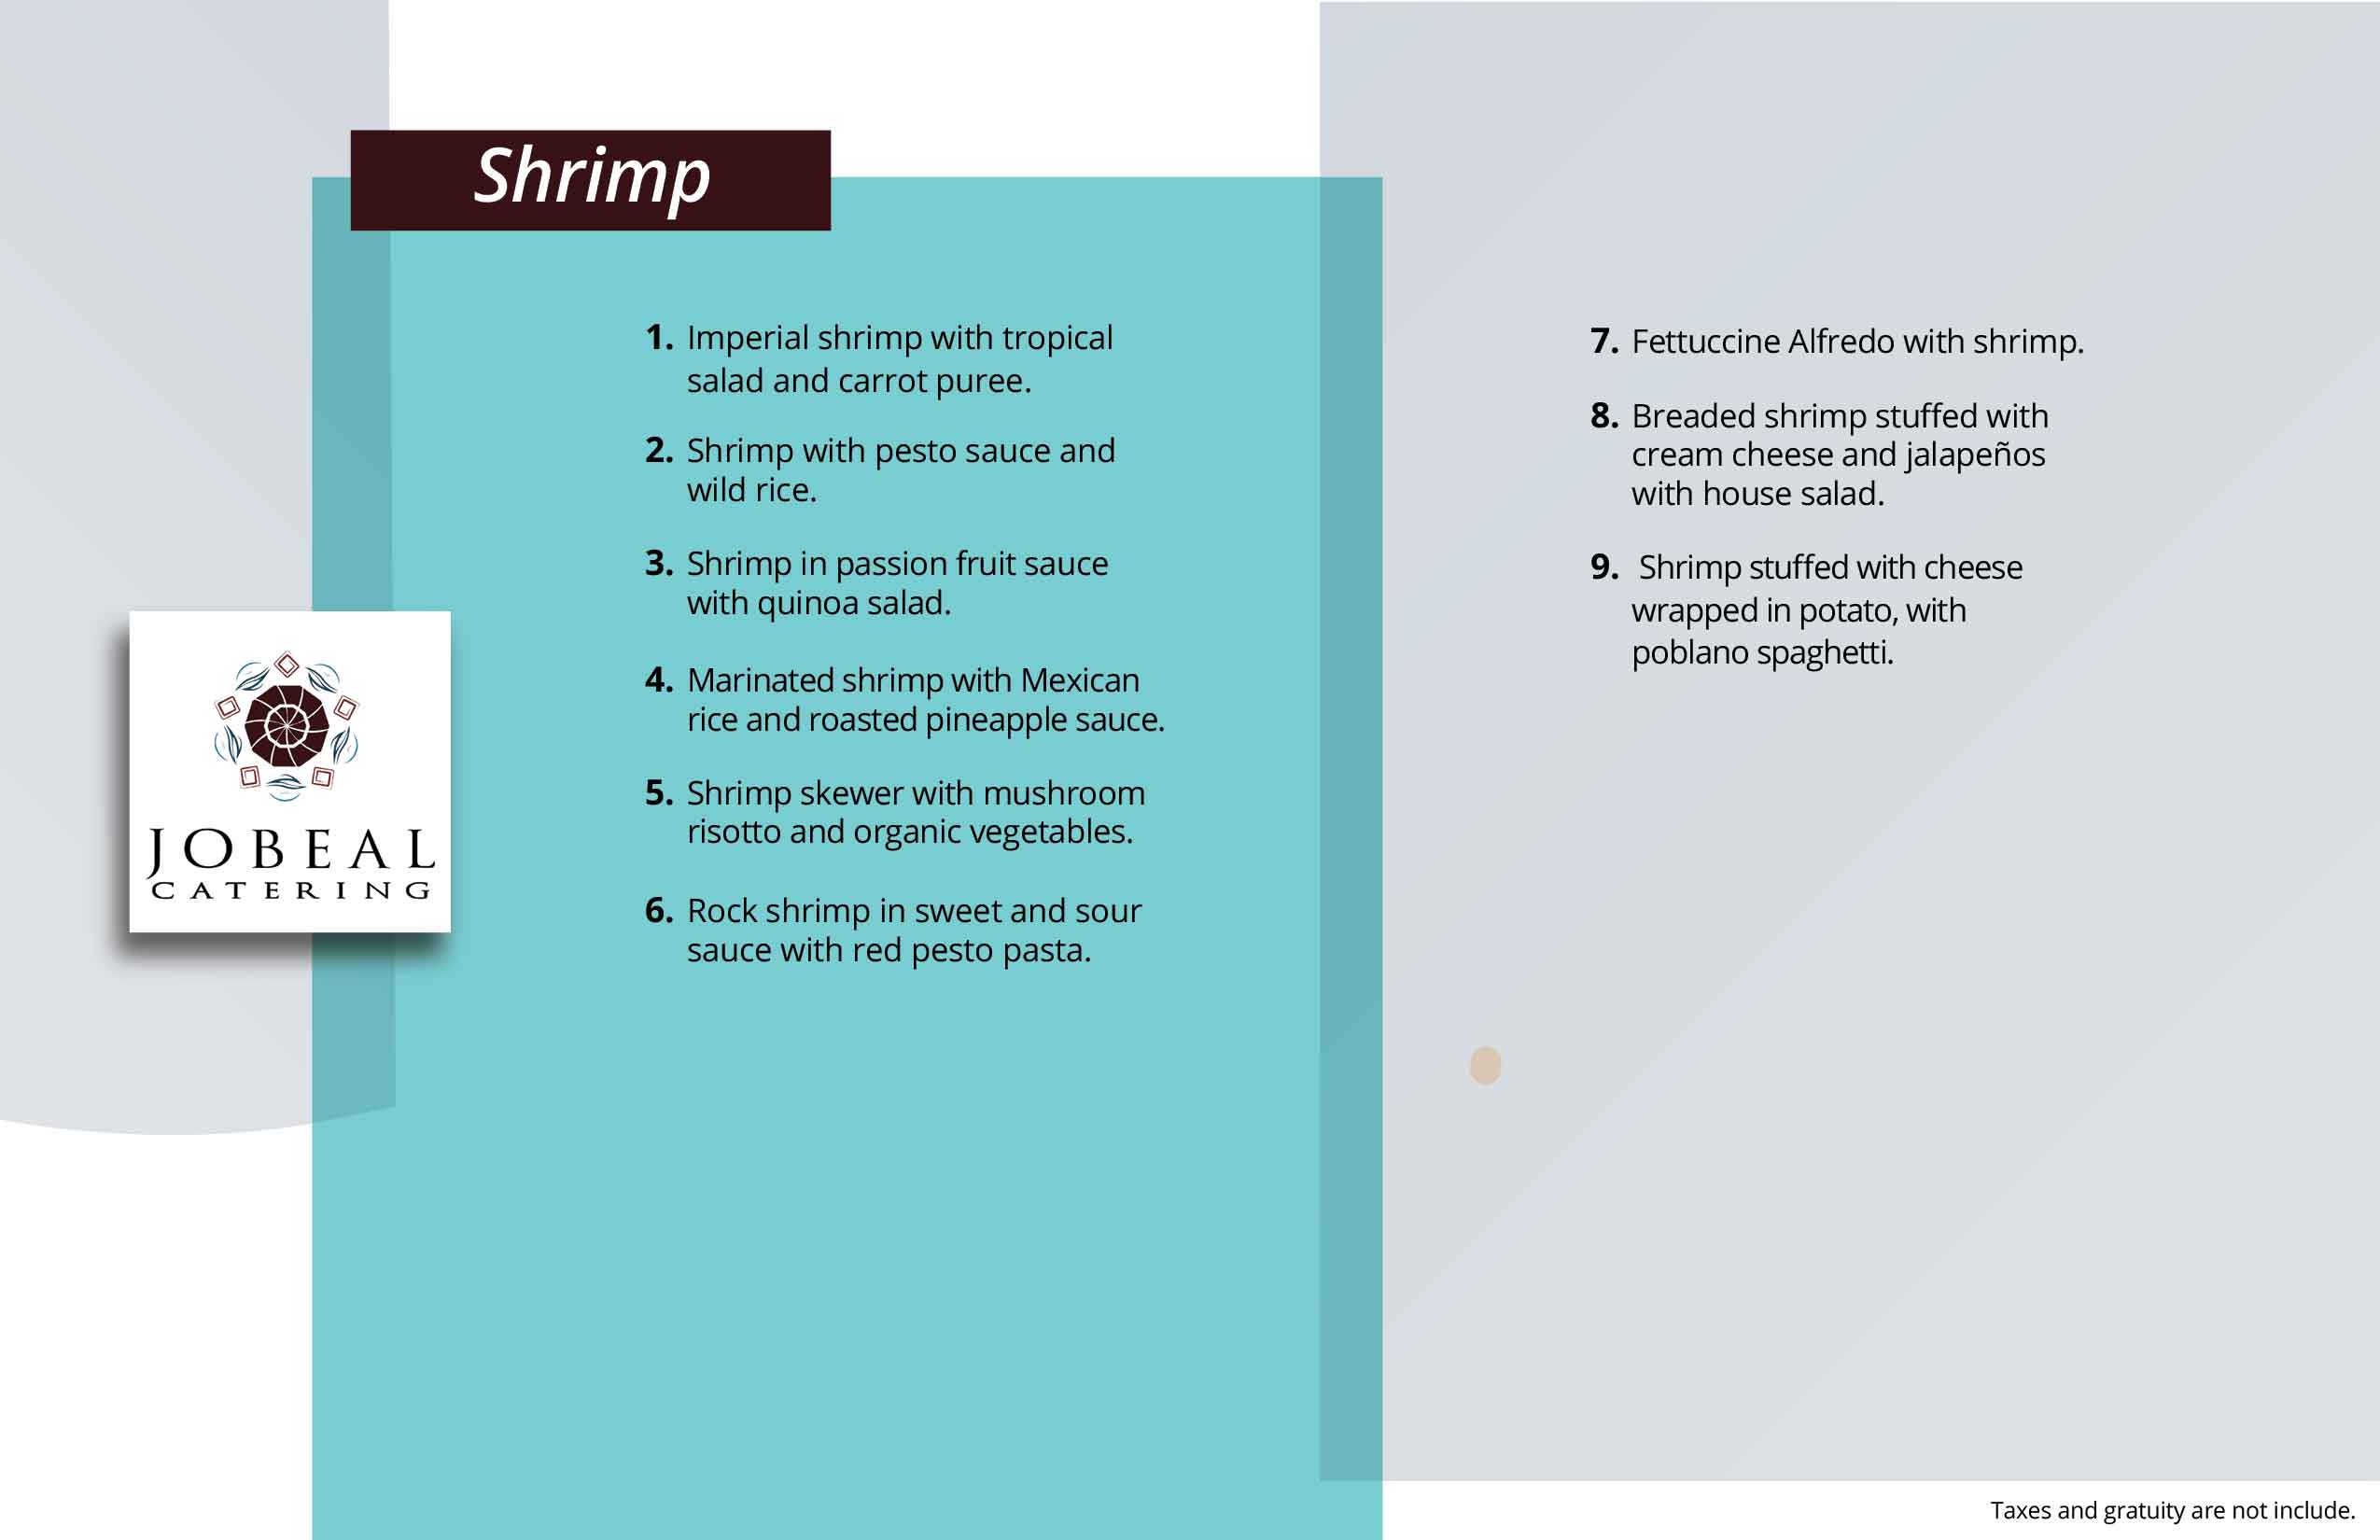 Shrimp
1. Imperial shrimp with tropical
salad and carrot puree.
2. Shrimp with pesto sauce and
wild rice.
3. Shrimp in passion fruit sauce
with quinoa salad.
4. Marinated shrimp with Mexican
rice and roasted pineapple sauce.
5. Shrimp skewer with mushroom
risotto and organic vegetables.
6. Rock shrimp in sweet and sour
sauce with red pesto pasta.
7. Fettuccine Alfredo with shrimp.
8. Breaded shrimp stuffed with
cream cheese and jalapeños
with house salad.
9. Shrimp stuffed with cheese
wrapped in potato, with
poblano spaghetti.
JOBEAL
CATERING
Taxes and gratuity are not include.